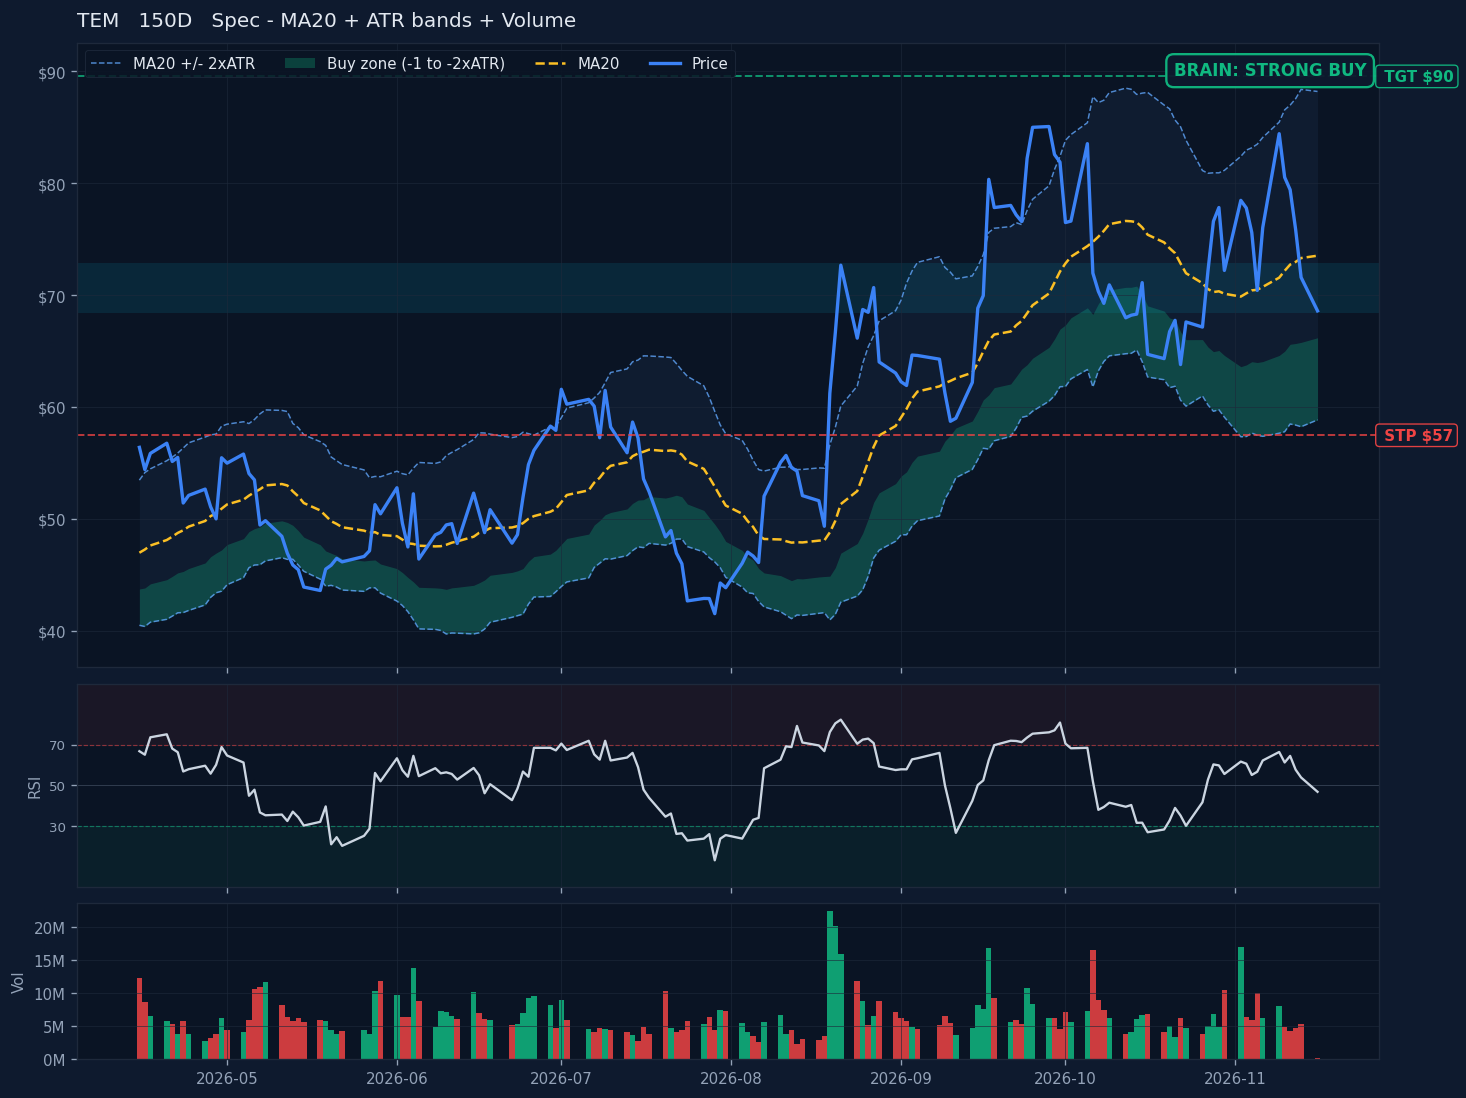 TEM   150D   Spec - MA20 + ATR bands + Volume
MA20 +/- 2xATR
Buy zone (-1 to -2xATR)
MA20
Price
BRAIN: STRONG BUY
TGT $90
STP $57
$90
$80
$70
$60
$50
$40
RSI
70
50
30
Vol
20M
15M
10M
5M
0M
2026-05
2026-06
2026-07
2026-08
2026-09
2026-10
2026-11